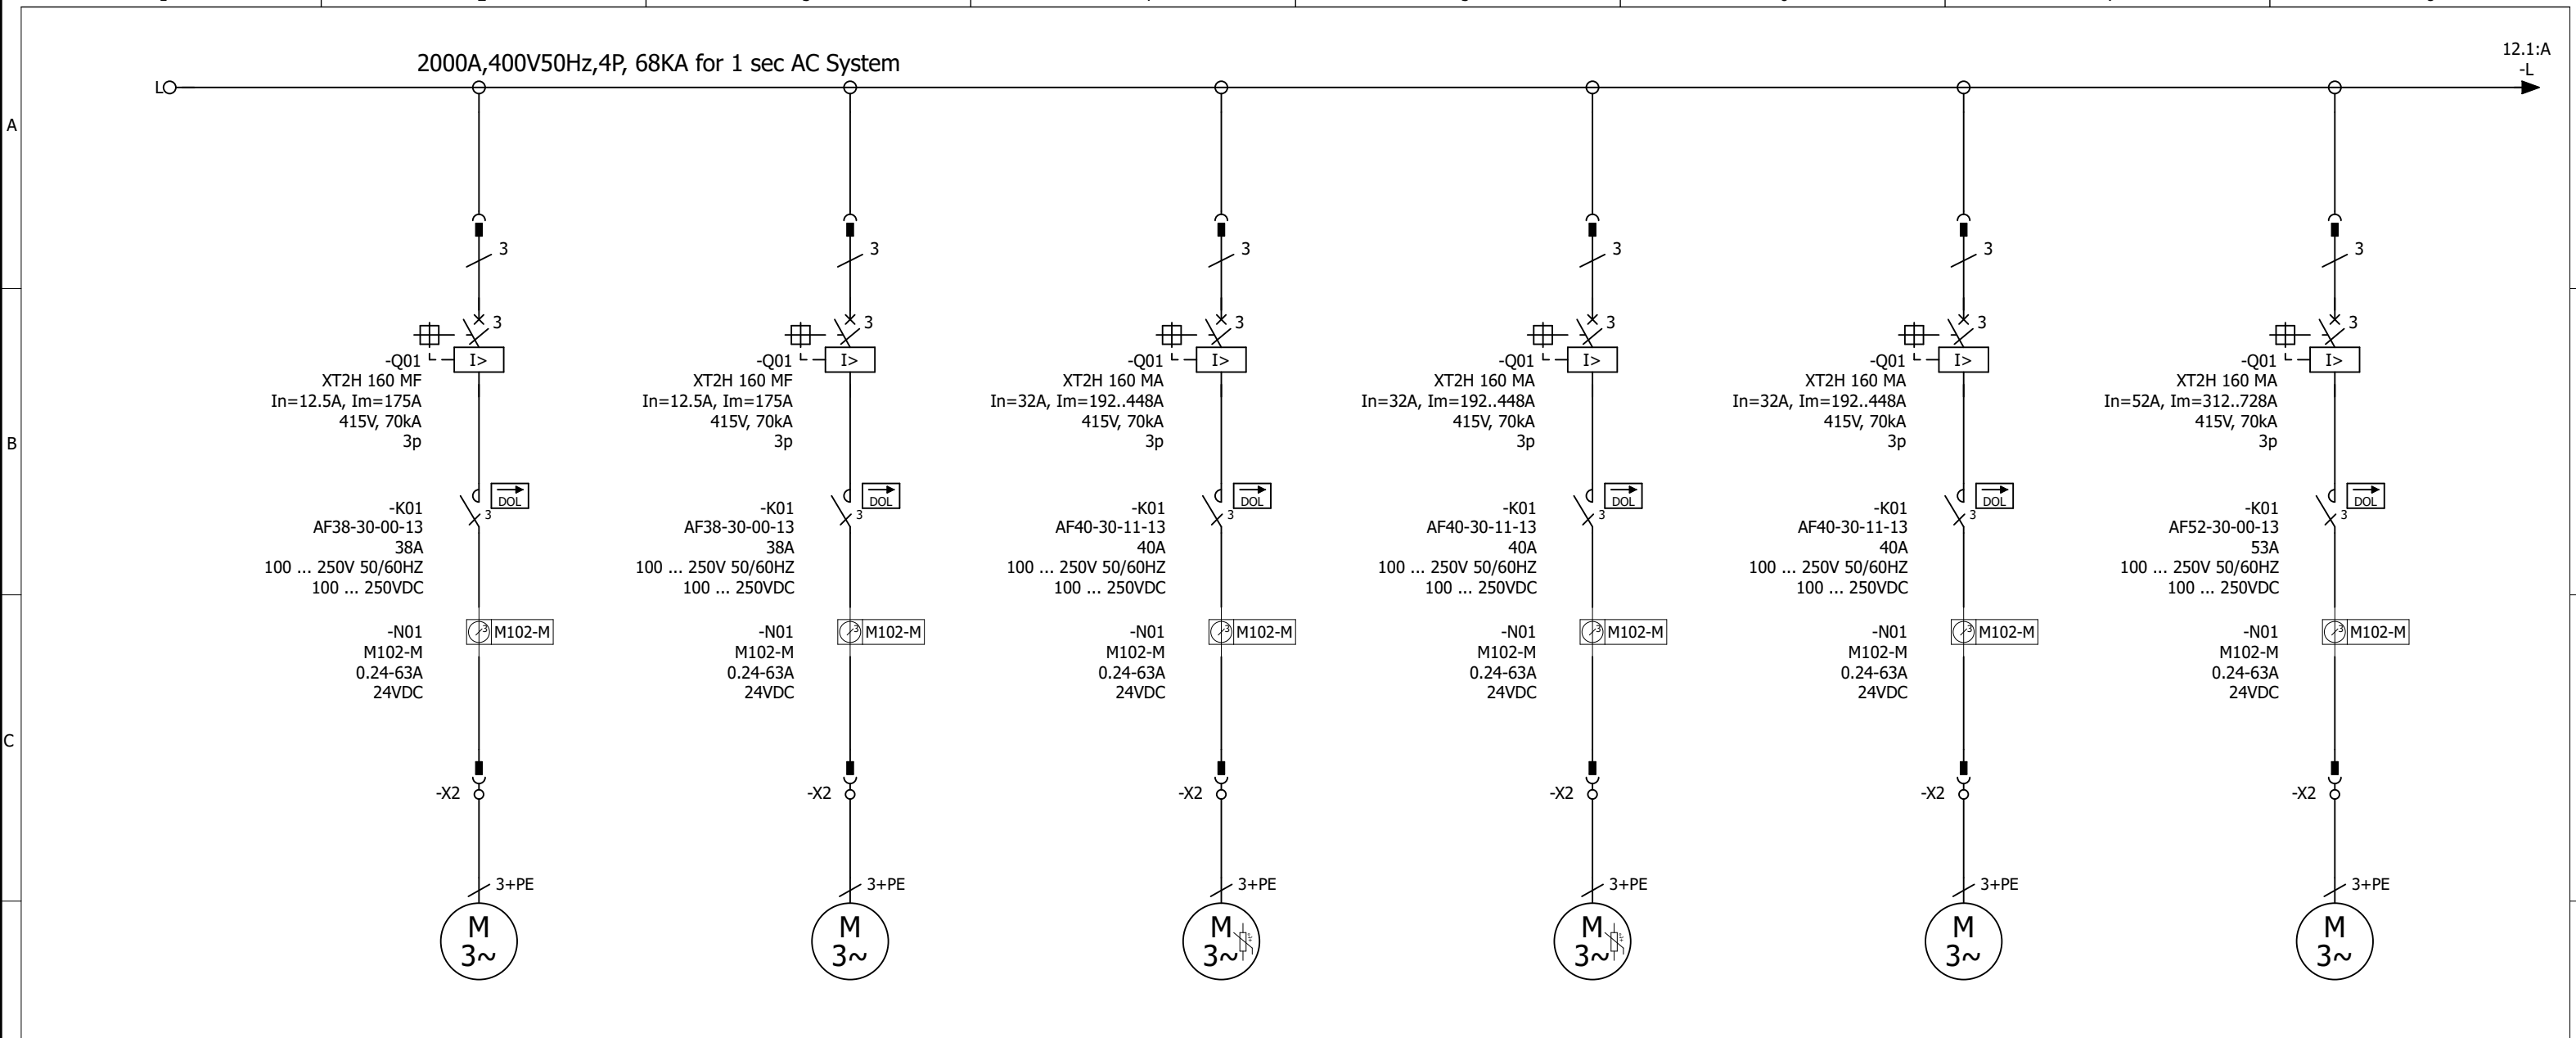 2000A,400V50Hz,4P, 68KA for 1 sec AC System
12.1:A
-L
L
A
B
C
3
3
-Q01
I>
XT2H 160 MF
In=12.5A, Im=175A
415V, 70kA
3p
DOL
-K01
3
AF38-30-00-13
38A
100 ... 250V 50/60HZ
100 ... 250VDC
-N01
3
M102-M
M102-M
0.24-63A
24VDC
-X2
3+PE
M
3~
3
3
-Q01
I>
XT2H 160 MF
In=12.5A, Im=175A
415V, 70kA
3p
DOL
-K01
3
AF38-30-00-13
38A
100 ... 250V 50/60HZ
100 ... 250VDC
-N01
3
M102-M
M102-M
0.24-63A
24VDC
-X2
3+PE
M
3~
3
3
-Q01
I>
XT2H 160 MA
In=32A, Im=192..448A
415V, 70kA
3p
DOL
-K01
3
AF40-30-11-13
40A
100 ... 250V 50/60HZ
100 ... 250VDC
-N01
3
M102-M
M102-M
0.24-63A
24VDC
-X2
3+PE
M
3~
3
3
-Q01
I>
XT2H 160 MA
In=32A, Im=192..448A
415V, 70kA
3p
DOL
-K01
3
AF40-30-11-13
40A
100 ... 250V 50/60HZ
100 ... 250VDC
-N01
3
M102-M
M102-M
0.24-63A
24VDC
-X2
3+PE
M
3~
3
3
-Q01
I>
XT2H 160 MA
In=32A, Im=192..448A
415V, 70kA
3p
DOL
-K01
3
AF40-30-11-13
40A
100 ... 250V 50/60HZ
100 ... 250VDC
-N01
3
M102-M
M102-M
0.24-63A
24VDC
-X2
3+PE
M
3~
3
3
-Q01
I>
XT2H 160 MA
In=52A, Im=312..728A
415V, 70kA
3p
DOL
-K01
3
AF52-30-00-13
53A
100 ... 250V 50/60HZ
100 ... 250VDC
-N01
3
M102-M
M102-M
0.24-63A
24VDC
-X2
3+PE
M
3~